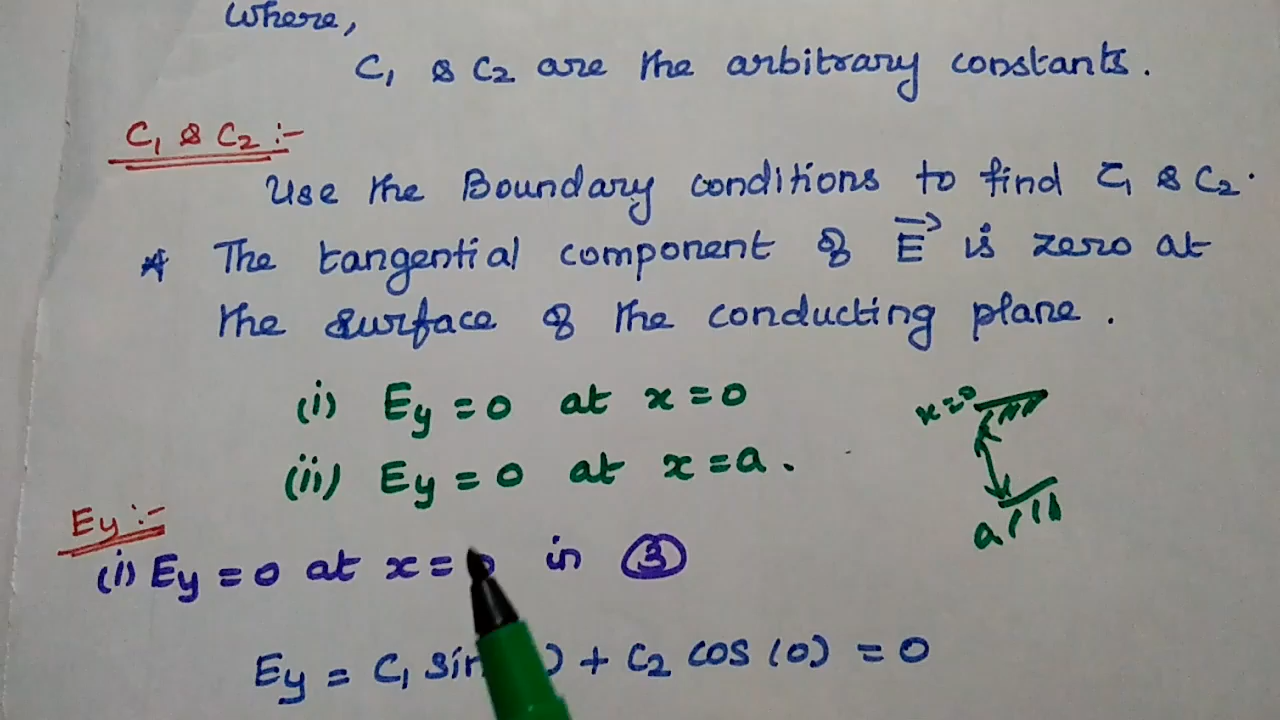 Where,
C₁ & C₂ are the arbitrary constants.
C₁ & C₂ :-
Use the Boundary conditions to find C₁ & C₂.
* The tangential component of E⃗ is zero at
the surface of the conducting plane.
(i) Ey = 0 at x = 0
(ii) Ey = 0 at x = a.
x=0
a
Ey :-
(i) Ey = 0 at x = 0 in ③
Ey = C₁ sin ) + C₂ cos (0) = 0